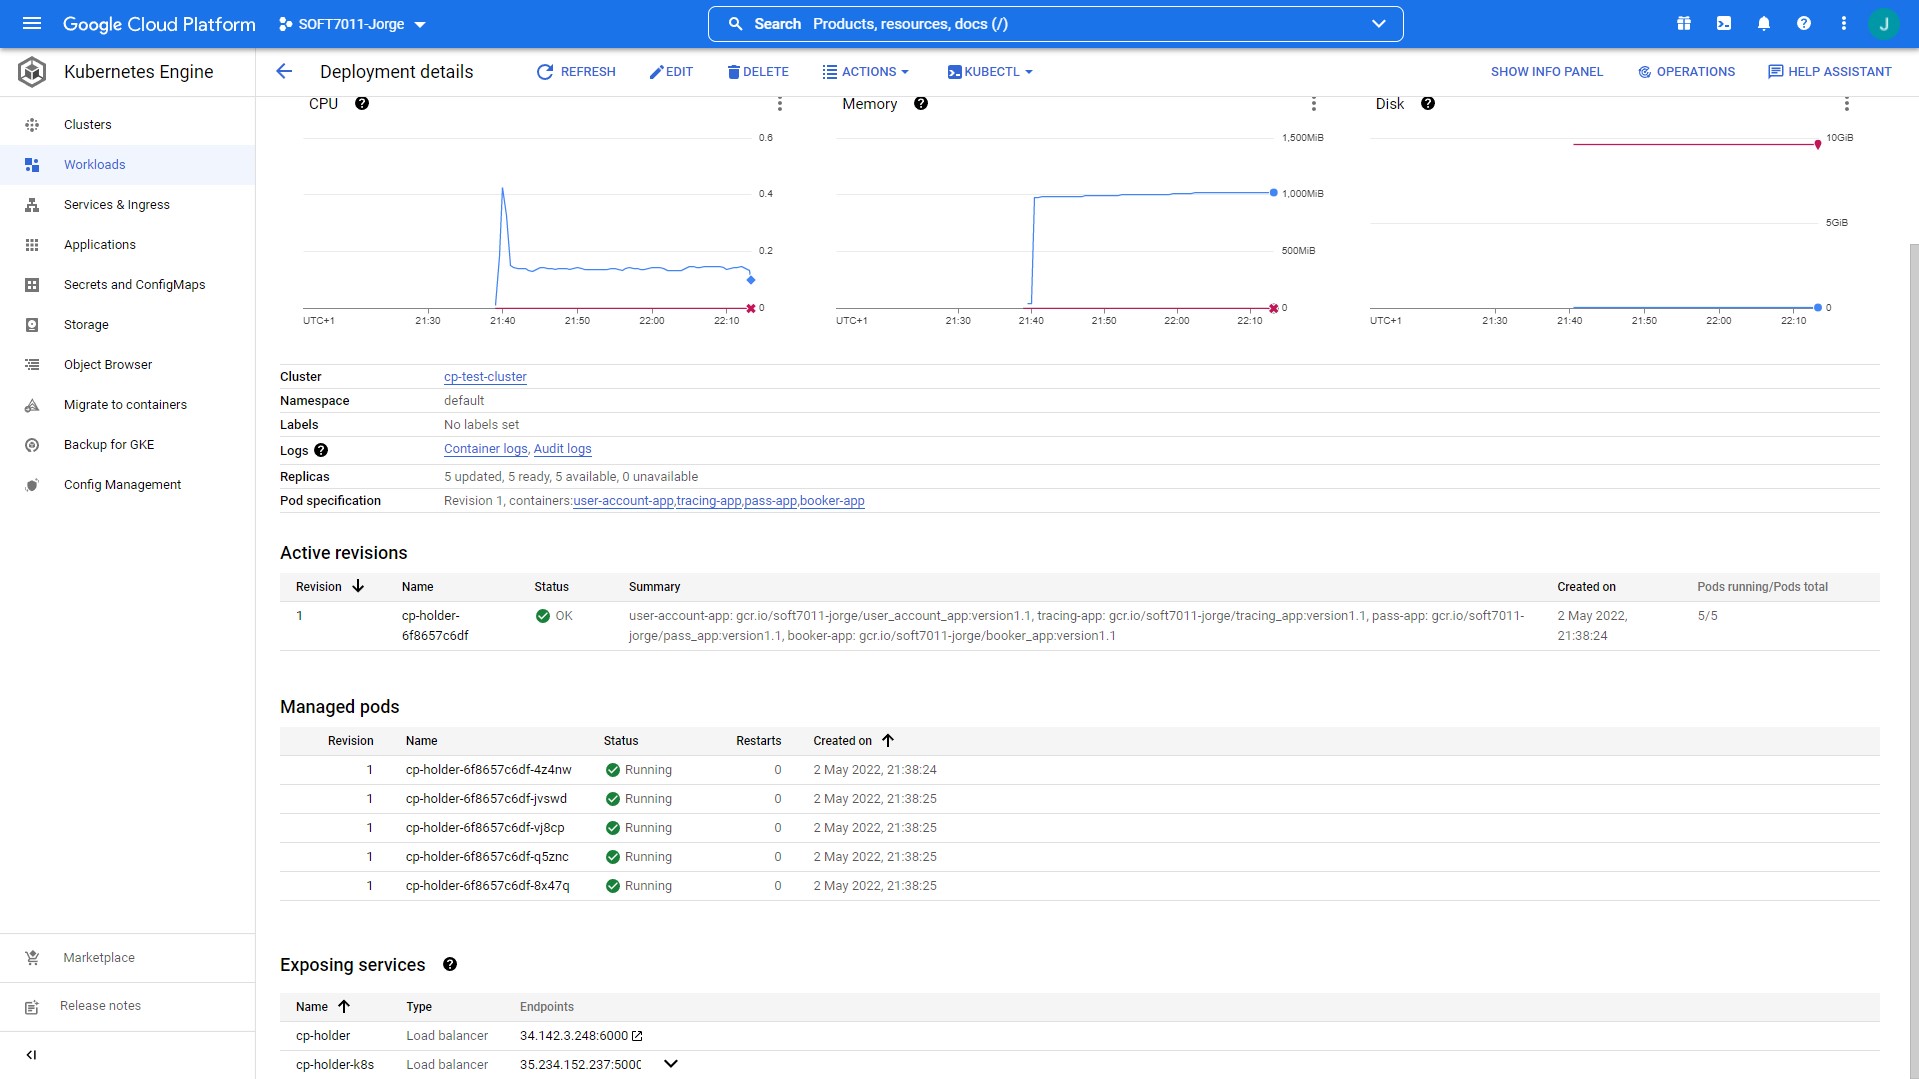 Google Cloud Platform SOFT7011-Jorge Search Products, resources, docs (/) J
Kubernetes Engine Deployment details REFRESH EDIT DELETE ACTIONS KUBECTL SHOW INFO PANEL OPERATIONS HELP ASSISTANT
Clusters
Workloads
Services & Ingress
Applications
Secrets and ConfigMaps
Storage
Object Browser
Migrate to containers
Backup for GKE
Config Management
Marketplace
Release notes
CPU
0.6
0.4
0.2
0
UTC+1 21:30 21:40 21:50 22:00 22:10
Memory
1,500MiB
1,000MiB
500MiB
0
UTC+1 21:30 21:40 21:50 22:00 22:10
Disk
10GiB
5GiB
0
UTC+1 21:30 21:40 21:50 22:00 22:10
Cluster cp-test-cluster
Namespace default
Labels No labels set
Logs Container logs, Audit logs
Replicas 5 updated, 5 ready, 5 available, 0 unavailable
Pod specification Revision 1, containers:user-account-app,tracing-app,pass-app,booker-app
Active revisions
Revision Name Status Summary Created on Pods running/Pods total
1 cp-holder- OK user-account-app: gcr.io/soft7011-jorge/user_account_app:version1.1, tracing-app: gcr.io/soft7011-jorge/tracing_app:version1.1, pass-app: gcr.io/soft7011- 2 May 2022, 5/5
6f8657c6df jorge/pass_app:version1.1, booker-app: gcr.io/soft7011-jorge/booker_app:version1.1 21:38:24
Managed pods
Revision Name Status Restarts Created on
1 cp-holder-6f8657c6df-4z4nw Running 0 2 May 2022, 21:38:24
1 cp-holder-6f8657c6df-jvswd Running 0 2 May 2022, 21:38:25
1 cp-holder-6f8657c6df-vj8cp Running 0 2 May 2022, 21:38:25
1 cp-holder-6f8657c6df-q5znc Running 0 2 May 2022, 21:38:25
1 cp-holder-6f8657c6df-8x47q Running 0 2 May 2022, 21:38:25
Exposing services
Name Type Endpoints
cp-holder Load balancer 34.142.3.248:6000
cp-holder-k8s Load balancer 35.234.152.237:5000